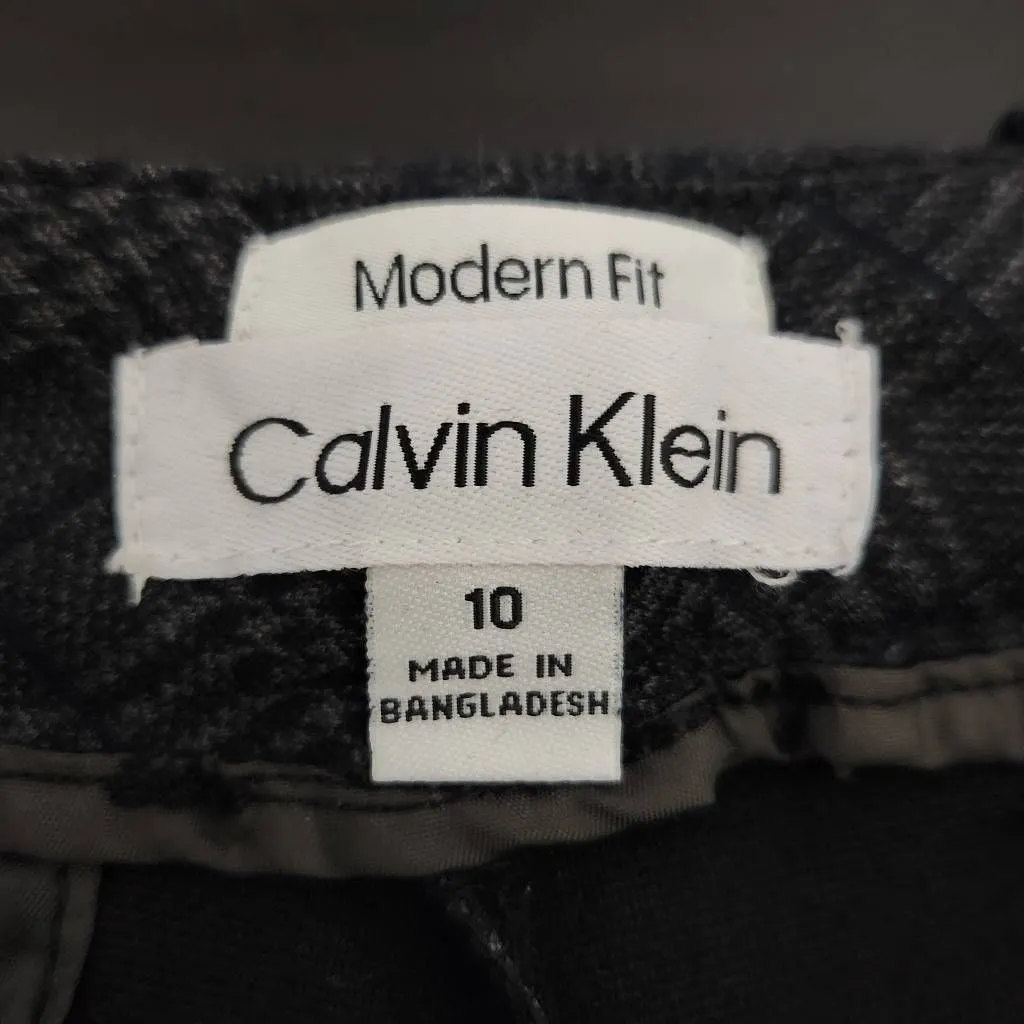 Modern Fit
Calvin Klein
10
MADE IN
BANGLADESH